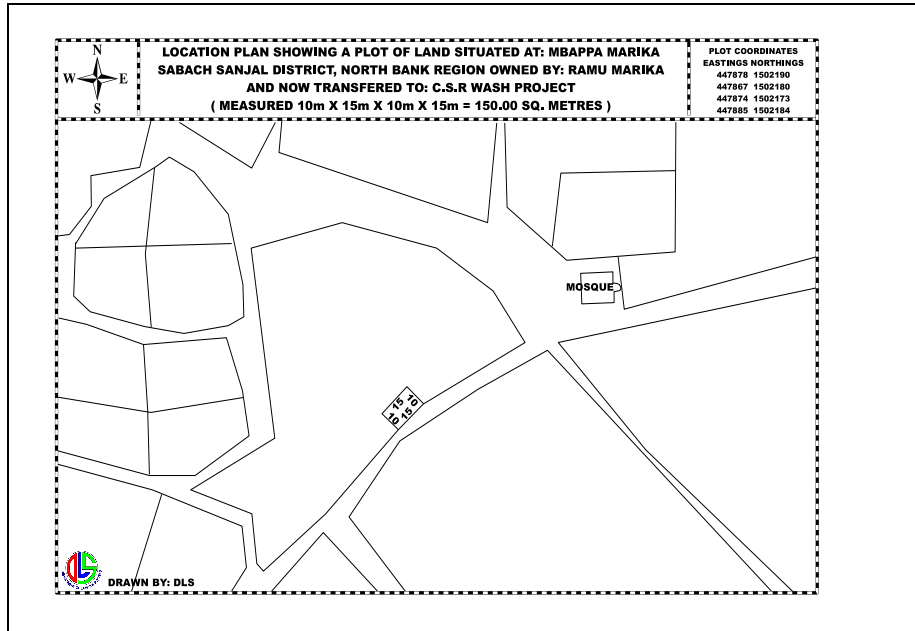 N
W E
S
LOCATION PLAN SHOWING A PLOT OF LAND SITUATED AT: MBAPPA MARIKA
SABACH SANJAL DISTRICT, NORTH BANK REGION OWNED BY: RAMU MARIKA
AND NOW TRANSFERED TO: C.S.R WASH PROJECT
( MEASURED 10m X 15m X 10m X 15m = 150.00 SQ. METRES )
PLOT COORDINATES
EASTINGS NORTHINGS
447878 1502190
447867 1502180
447874 1502173
447885 1502184
MOSQUE
15 10
10 15
DLS
DRAWN BY: DLS